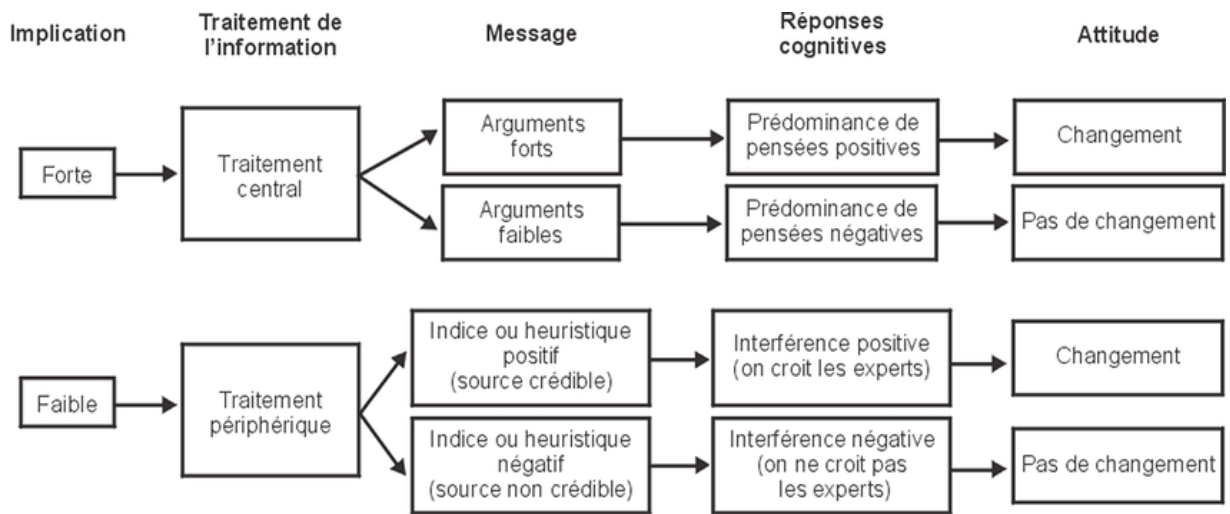 Implication
Traitement de
l'information
Message
Réponses
cognitives
Attitude
Forte
Traitement
central
Arguments
forts
Prédominance de
pensées positives
Changement
Arguments
faibles
Prédominance de
pensées négatives
Pas de changement
Faible
Traitement
périphérique
Indice ou heuristique
positif
(source crédible)
Interférence positive
(on croit les experts)
Changement
Indice ou heuristique
négatif
(source non crédible)
Interférence négative
(on ne croit pas
les experts)
Pas de changement